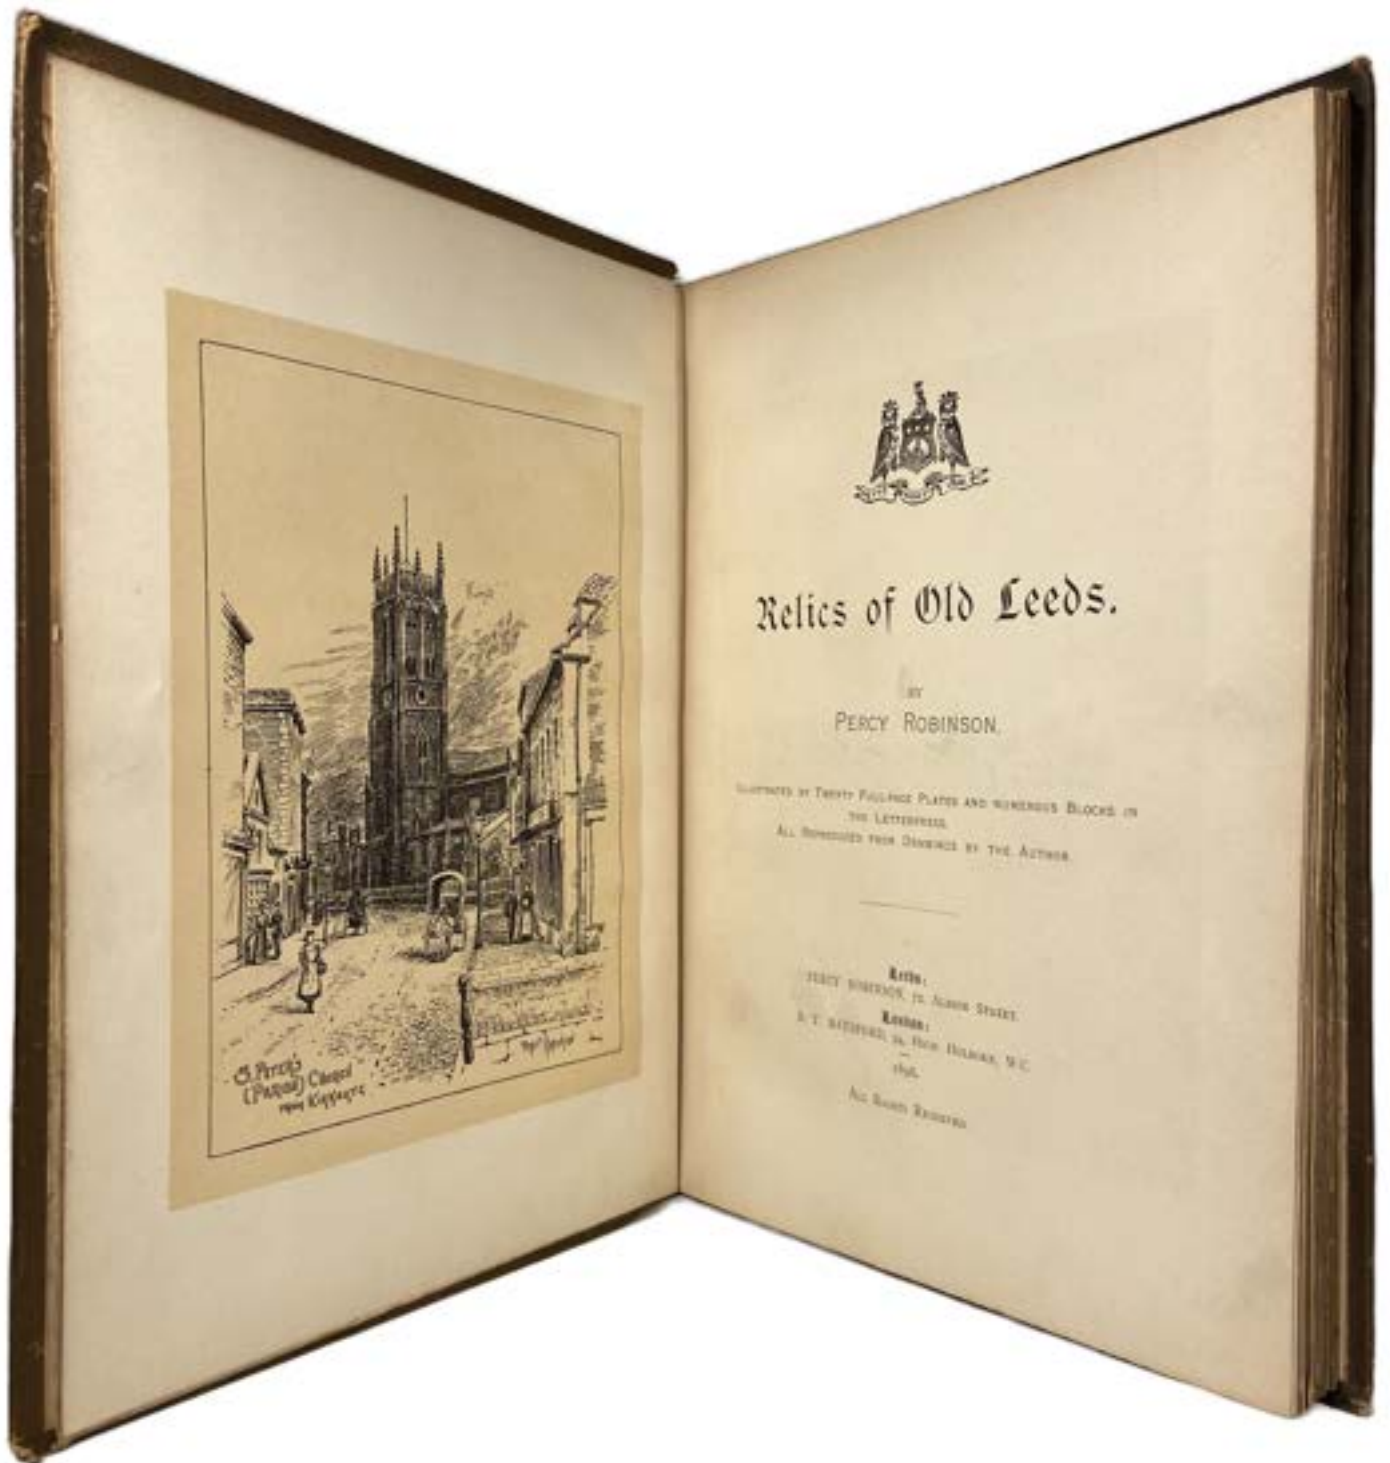 S. PETER'S
(PARISH) CHURCH
FROM KIRKGATE
Relics of Old Leeds.
BY
PERCY ROBINSON.
ILLUSTRATED BY TWENTY FULL-PAGE PLATES AND NUMEROUS BLOCKS IN
THE LETTERPRESS.
ALL REPRODUCED FROM DRAWINGS BY THE AUTHOR.
Leeds:
PERCY ROBINSON, ALBION STREET.
London:
B. T. BATSFORD, HIGH HOLBORN, W.C.
1896.
ALL RIGHTS RESERVED.